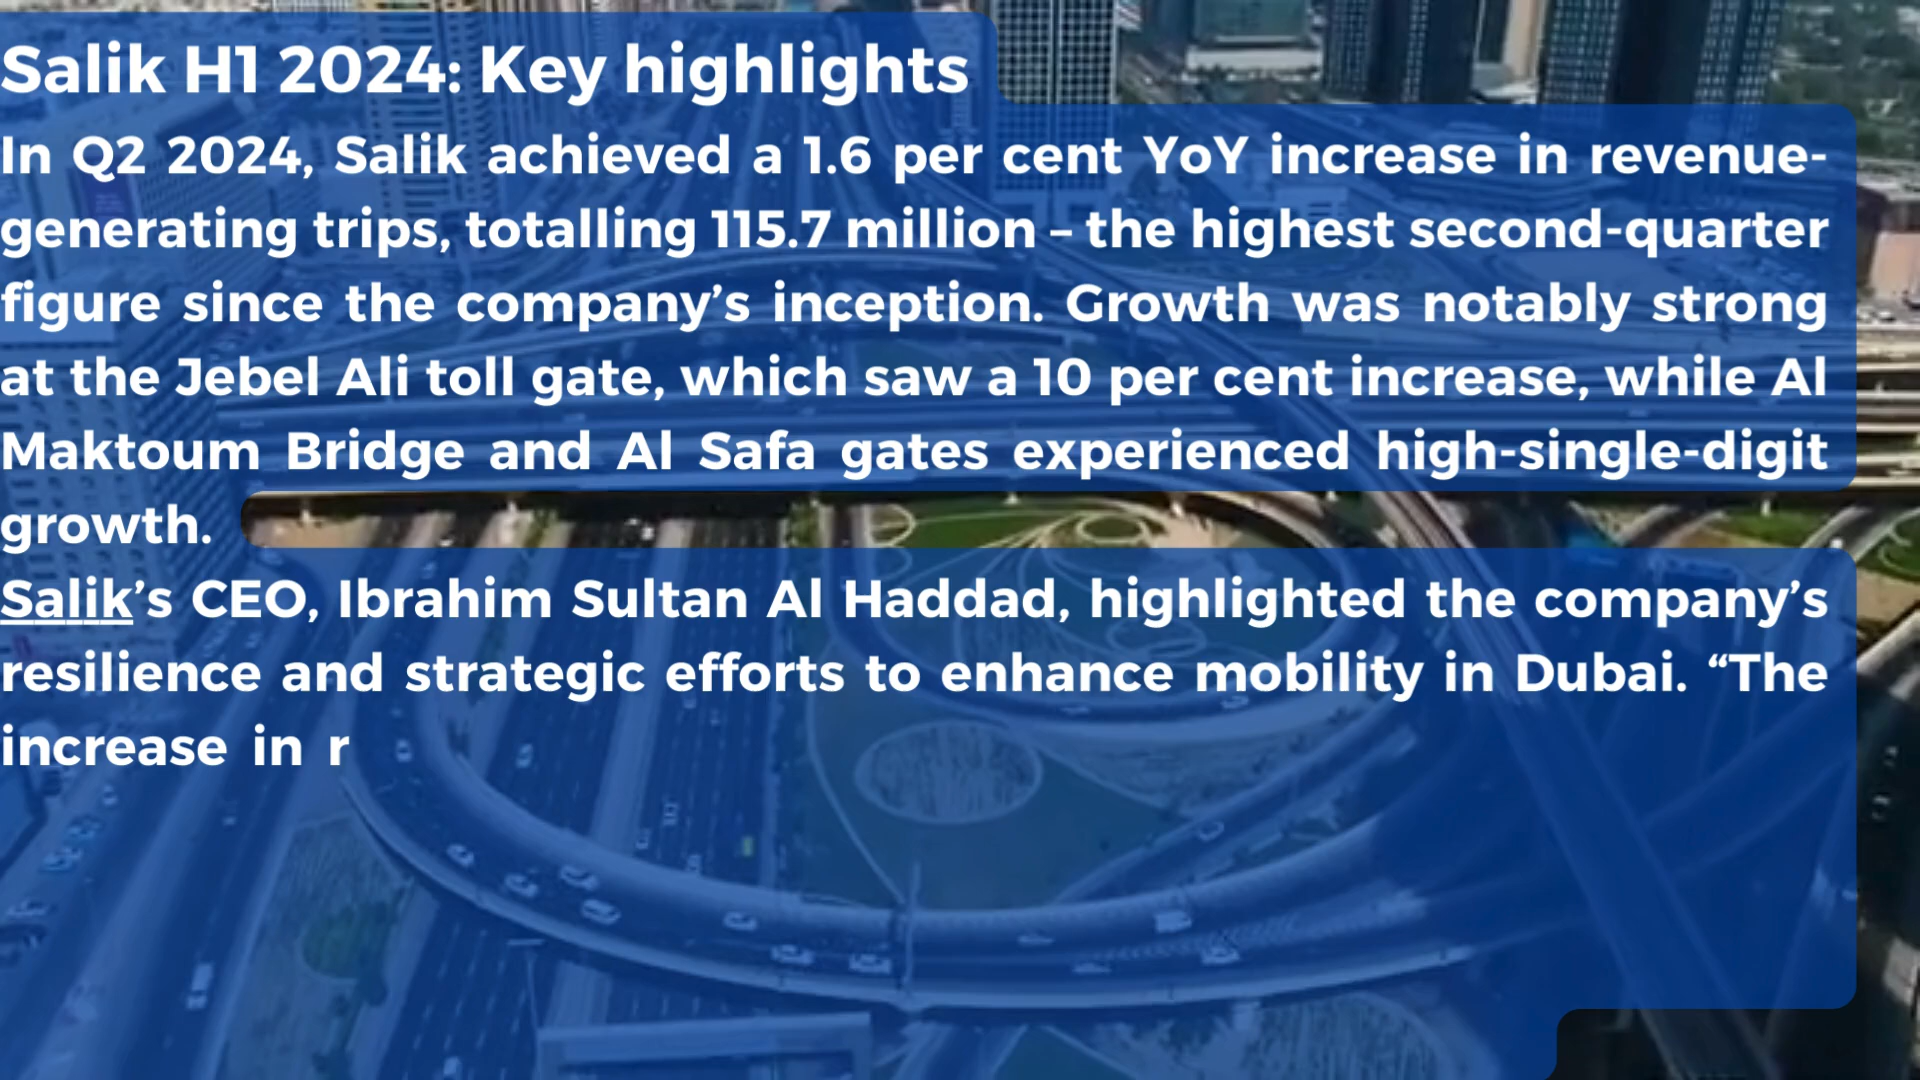 Salik H1 2024: Key highlights
In Q2 2024, Salik achieved a 1.6 per cent YoY increase in revenue-
generating trips, totalling 115.7 million – the highest second-quarter
figure since the company’s inception. Growth was notably strong
at the Jebel Ali toll gate, which saw a 10 per cent increase, while Al
Maktoum Bridge and Al Safa gates experienced high-single-digit
growth.
Salik’s CEO, Ibrahim Sultan Al Haddad, highlighted the company’s
resilience and strategic efforts to enhance mobility in Dubai. “The
increase in r